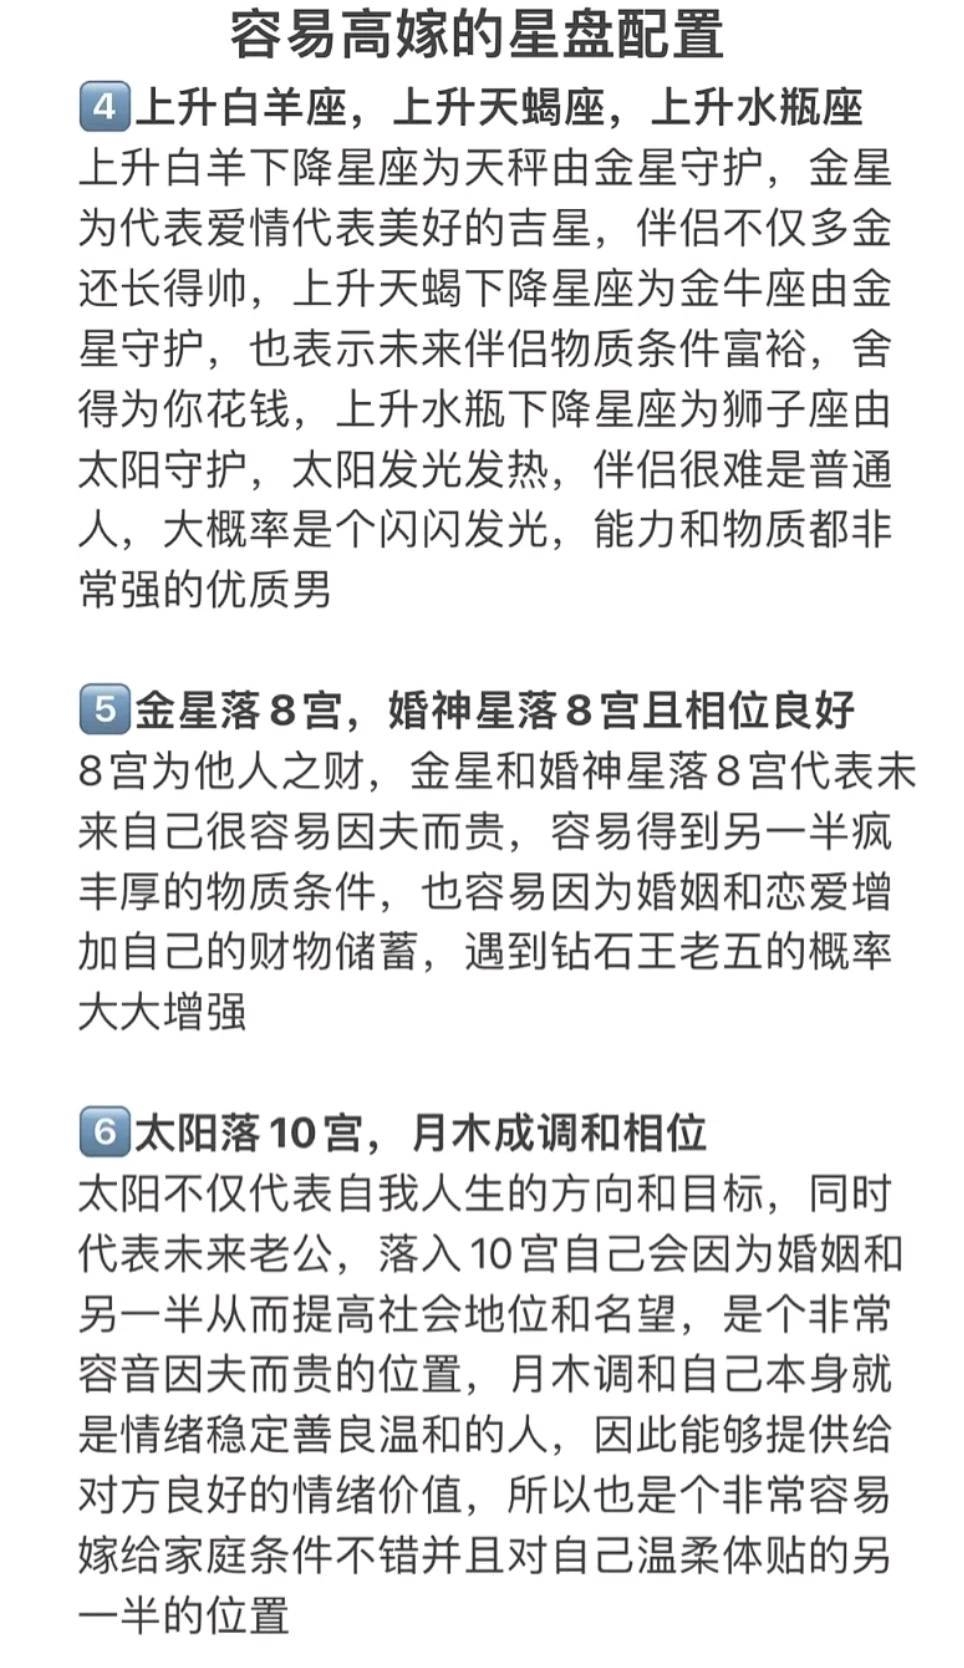 容易高嫁的星盘配置
4上升白羊座，上升天蝎座，上升水瓶座
上升白羊下降星座为天秤由金星守护，金星
为代表爱情代表美好的吉星，伴侣不仅多金
还长得帅，上升天蝎下降星座为金牛座由金
星守护，也表示未来伴侣物质条件富裕，舍
得为你花钱，上升水瓶下降星座为狮子座由
太阳守护，太阳发光发热，伴侣很难是普通
人，大概率是个闪闪发光，能力和物质都非
常强的优质男
5金星落8宫，婚神星落8宫且相位良好
8宫为他人之财，金星和婚神星落8宫代表未
来自己很容易因夫而贵，容易得到另一半疯
丰厚的物质条件，也容易因为婚姻和恋爱增
加自己的财物储蓄，遇到钻石王老五的概率
大大增强
6太阳落10宫，月木成调和相位
太阳不仅代表自我人生的方向和目标，同时
代表未来老公，落入10宫自己会因为婚姻和
另一半从而提高社会地位和名望，是个非常
容音因夫而贵的位置，月木调和自己本身就
是情绪稳定善良温和的人，因此能够提供给
对方良好的情绪价值，所以也是个非常容易
嫁给家庭条件不错并且对自己温柔体贴的另
一半的位置